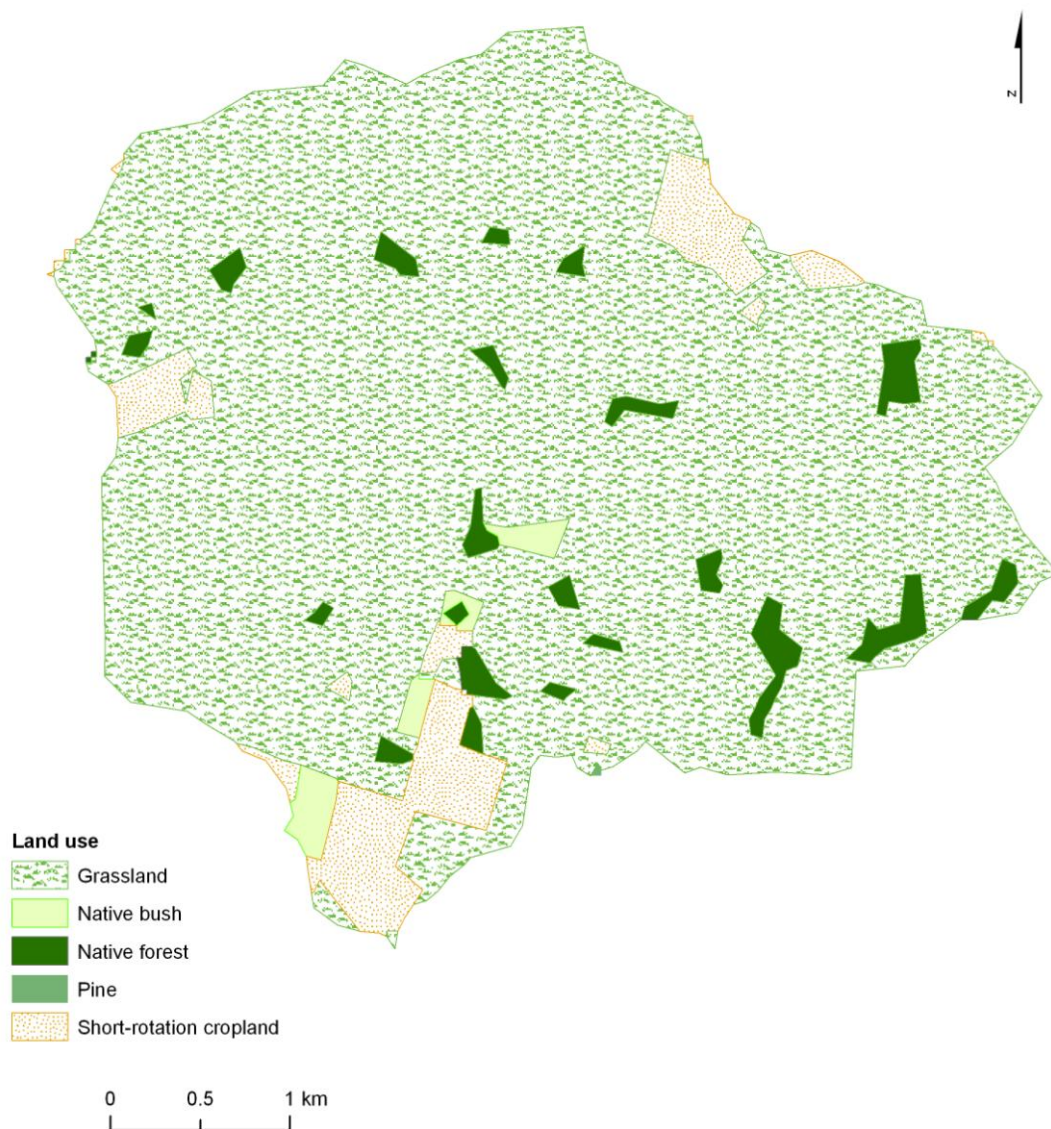 N
Land use
Grassland
Native bush
Native forest
Pine
Short-rotation cropland
0 0.5 1 km